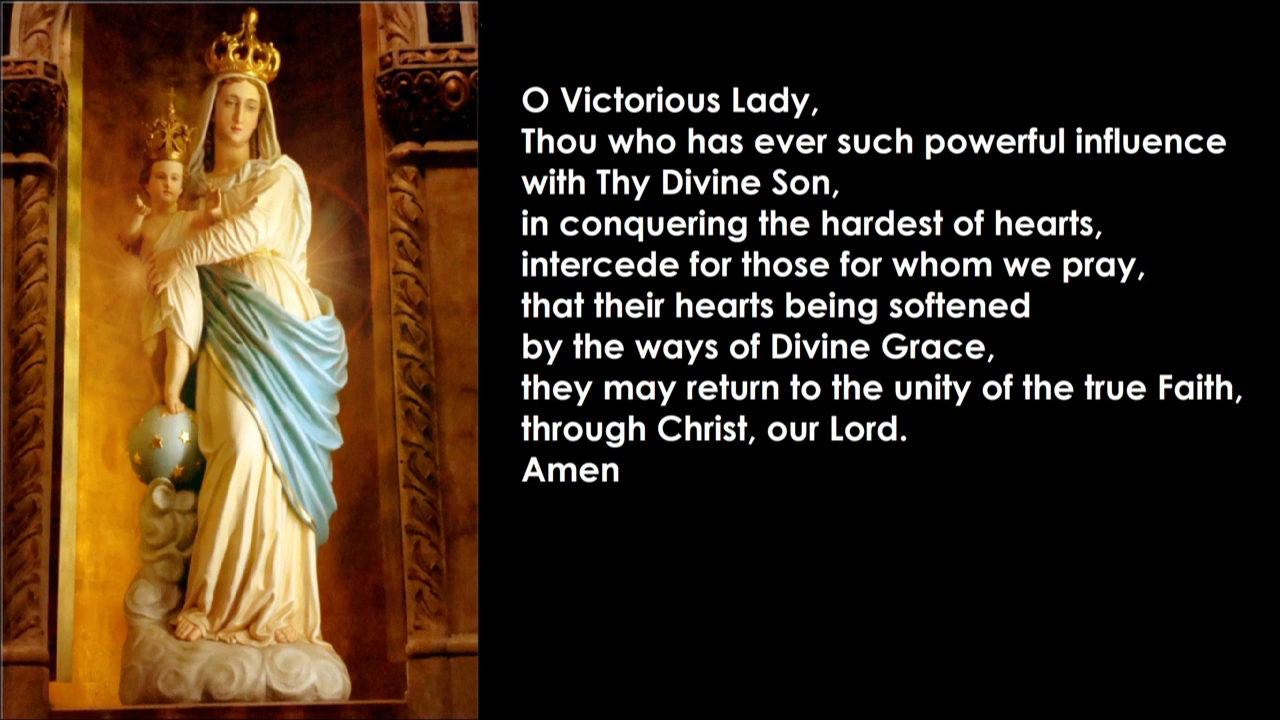 O Victorious Lady,
Thou who has ever such powerful influence
with Thy Divine Son,
in conquering the hardest of hearts,
intercede for those for whom we pray,
that their hearts being softened
by the ways of Divine Grace,
they may return to the unity of the true Faith,
through Christ, our Lord.
Amen